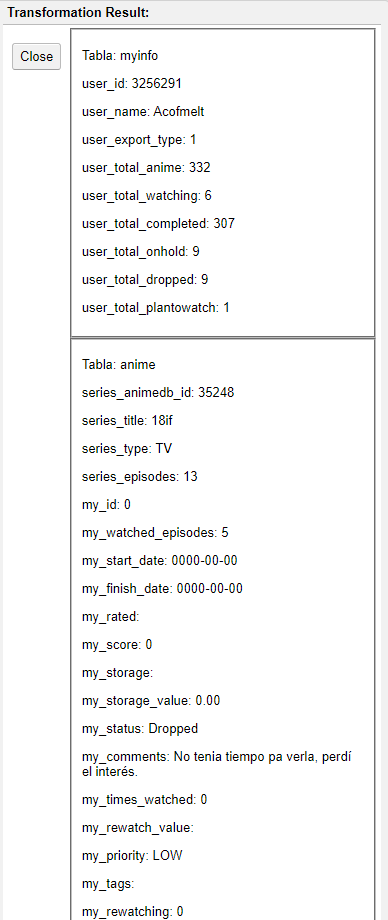 Transformation Result:
Close
Tabla: myinfo
user_id: 3256291
user_name: Acofmelt
user_export_type: 1
user_total_anime: 332
user_total_watching: 6
user_total_completed: 307
user_total_onhold: 9
user_total_dropped: 9
user_total_plantowatch: 1
Tabla: anime
series_animedb_id: 35248
series_title: 18if
series_type: TV
series_episodes: 13
my_id: 0
my_watched_episodes: 5
my_start_date: 0000-00-00
my_finish_date: 0000-00-00
my_rated:
my_score: 0
my_storage:
my_storage_value: 0.00
my_status: Dropped
my_comments: No tenia tiempo pa verla, perdí
el interés.
my_times_watched: 0
my_rewatch_value:
my_priority: LOW
my_tags:
my_rewatching: 0